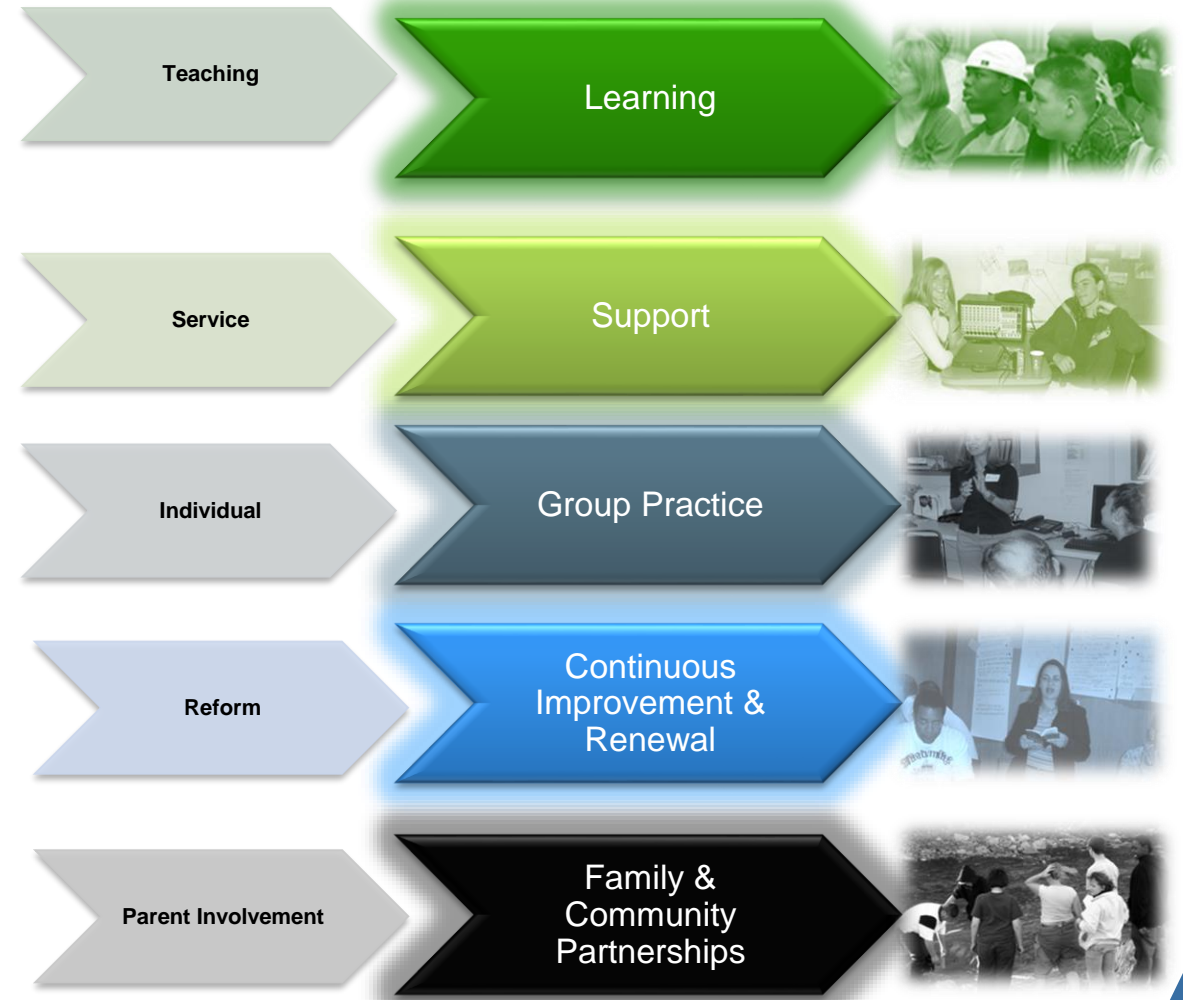 Teaching
Learning
Service
Support
Individual
Group Practice
Reform
Continuous
Improvement &
Renewal
Parent Involvement
Family &
Community
Partnerships